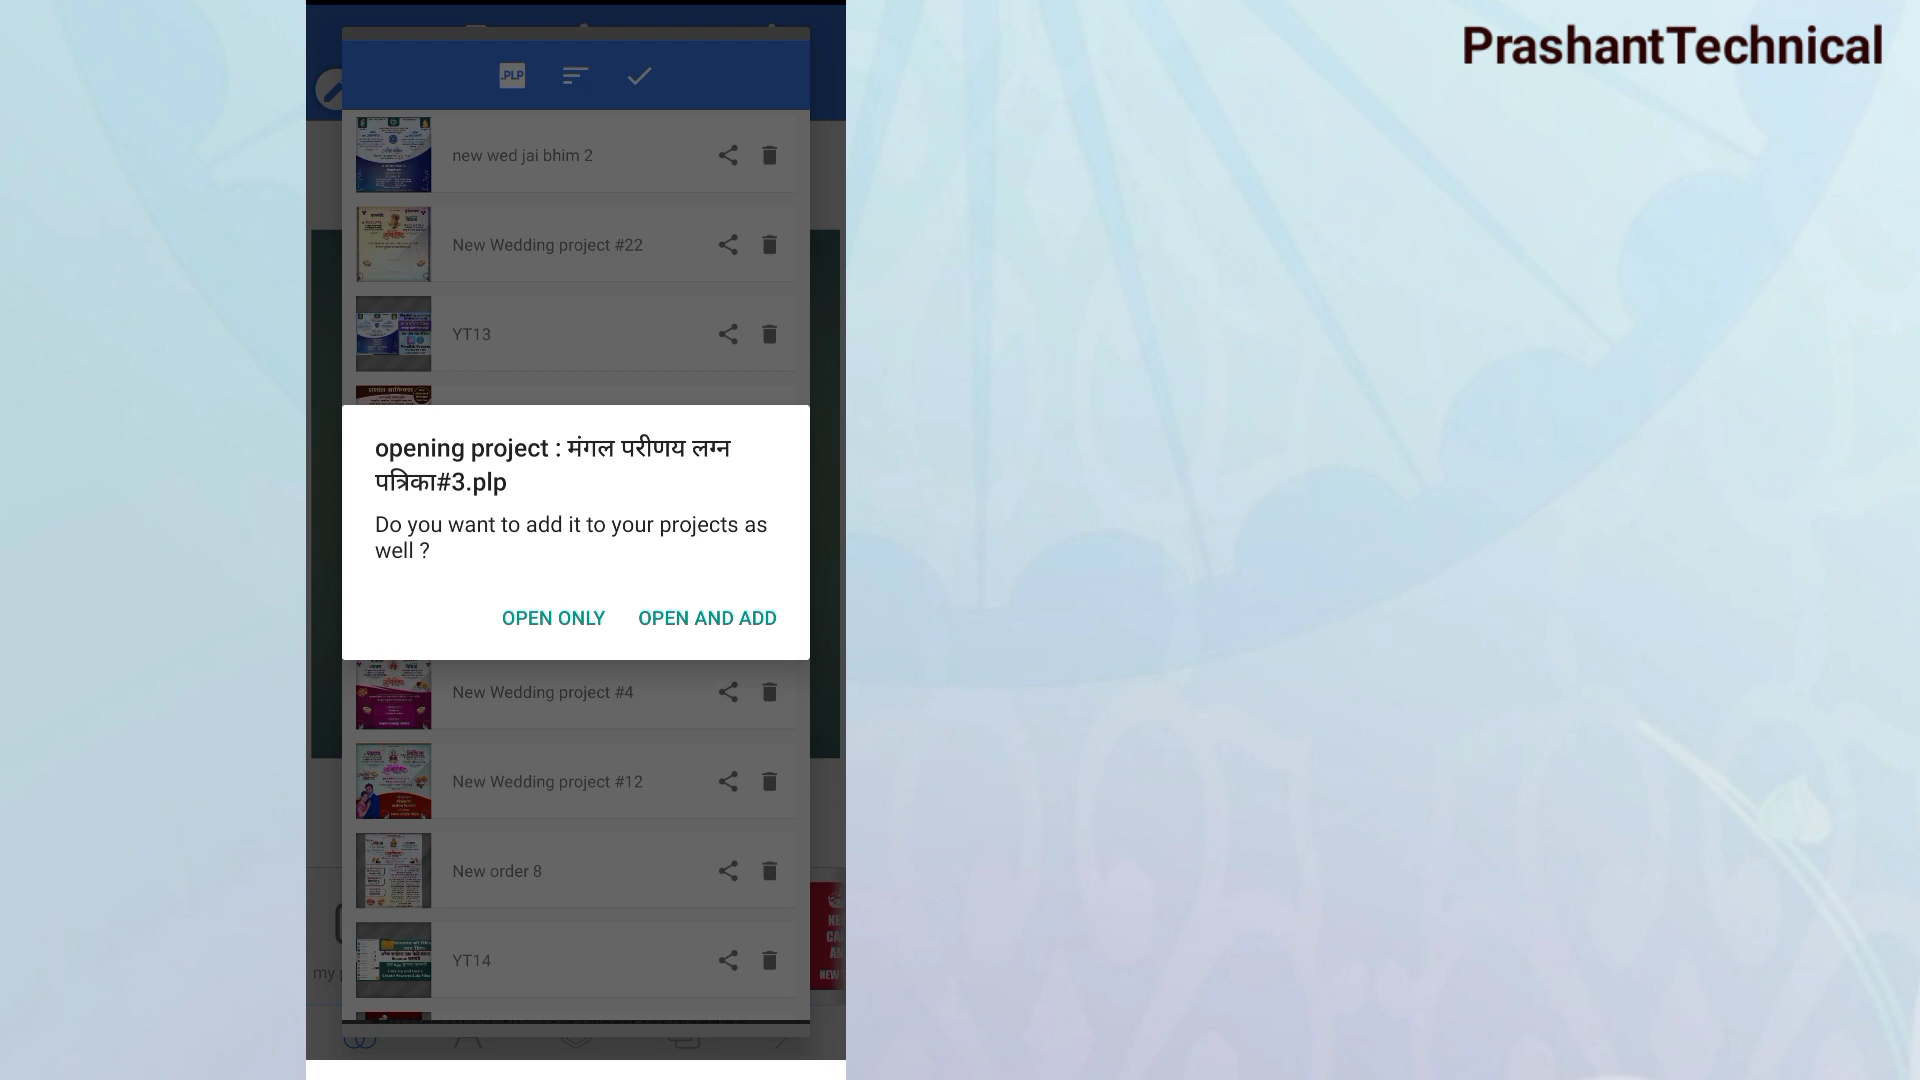 PrashantTechnical
.PLP
new wed jai bhim 2
New Wedding project #22
YT13
opening project : मंगल परीणय लग्न
पत्रिका#3.plp
Do you want to add it to your projects as
well ?
OPEN ONLY OPEN AND ADD
New Wedding project #4
New Wedding project #12
New order 8
YT14
my